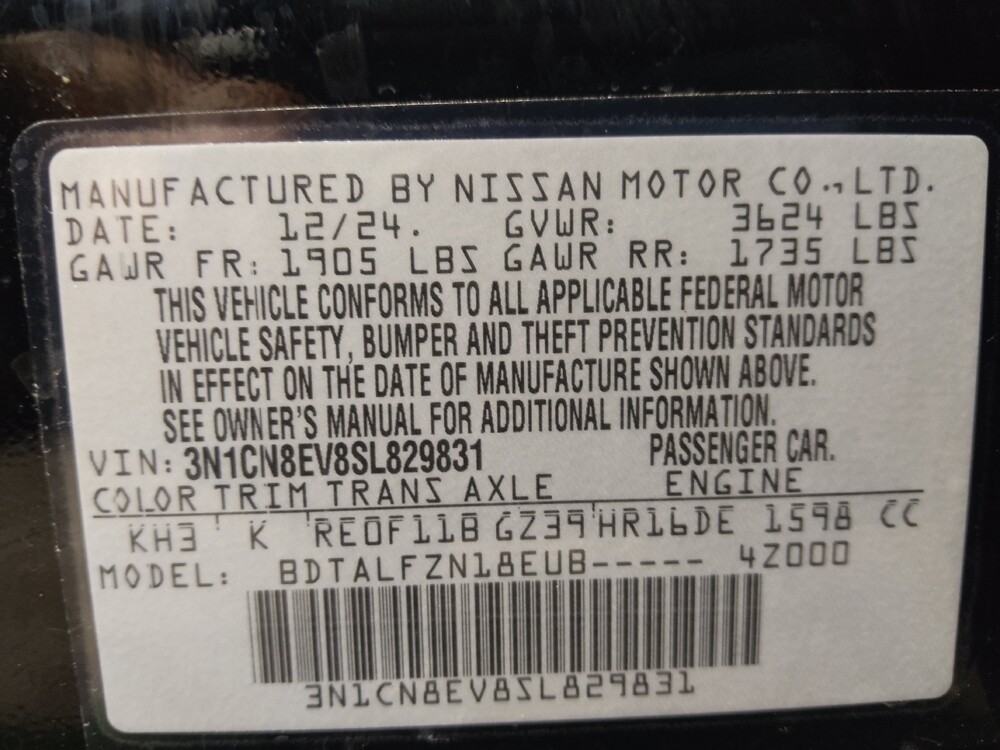 MANUFACTURED BY NISSAN MOTOR CO.,LTD.
DATE: 12/24. GVWR: 3624 LBS
GAWR FR: 1905 LBS GAWR RR: 1735 LBS
THIS VEHICLE CONFORMS TO ALL APPLICABLE FEDERAL MOTOR
VEHICLE SAFETY, BUMPER AND THEFT PREVENTION STANDARDS
IN EFFECT ON THE DATE OF MANUFACTURE SHOWN ABOVE.
SEE OWNER'S MANUAL FOR ADDITIONAL INFORMATION.
VIN: 3N1CN8EV8SL829831 PASSENGER CAR.
COLOR TRIM TRANS AXLE ENGINE
KH3 K RE0F11B GZ39 HR16DE 1598 CC
MODEL: BDTALFZN18EUB----- 4Z000
3N1CN8EV8SL829831